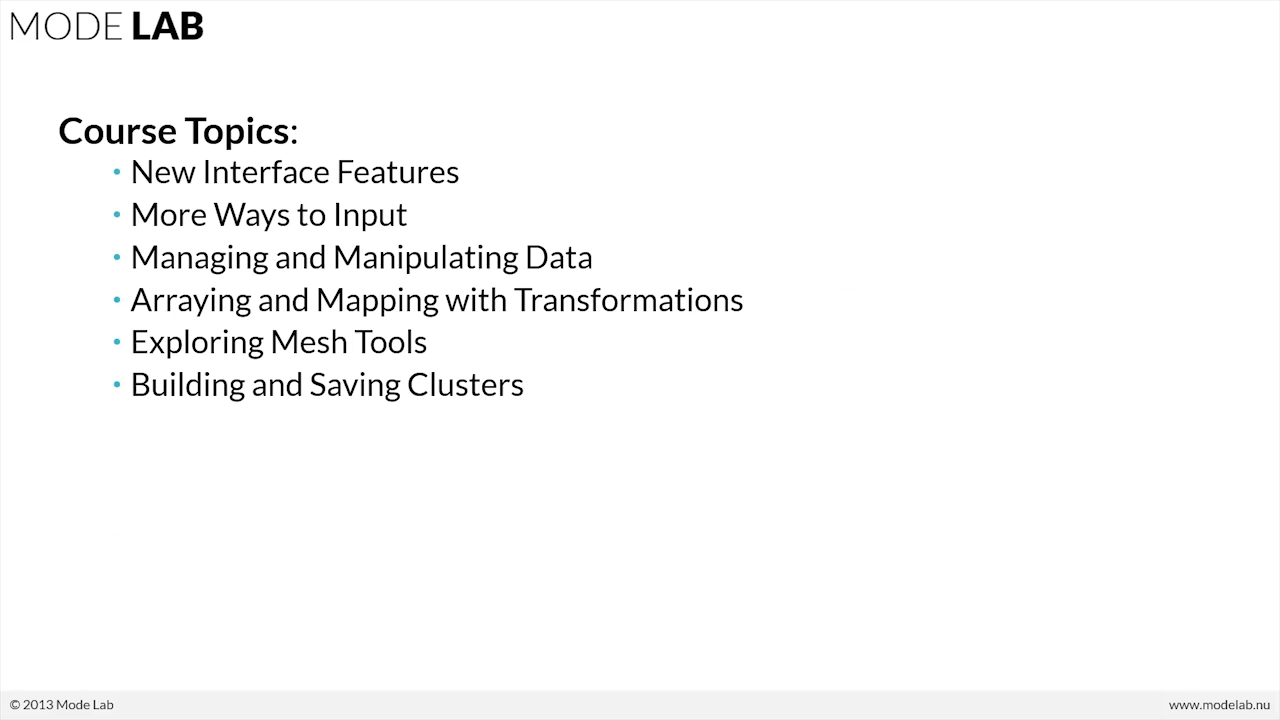 MODE LAB
Course Topics:
• New Interface Features
• More Ways to Input
• Managing and Manipulating Data
• Arraying and Mapping with Transformations
• Exploring Mesh Tools
• Building and Saving Clusters
© 2013 Mode Lab
www.modelab.nu